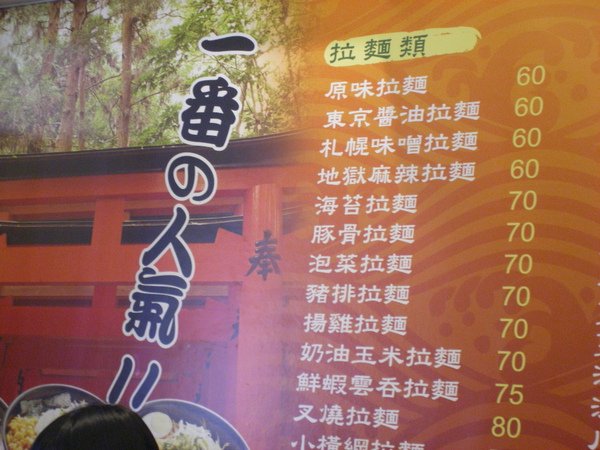 一番の人氣!!
奉
拉麵類
原味拉麵 60
東京醬油拉麵 60
札幌味噌拉麵 60
地獄麻辣拉麵 60
海苔拉麵 70
豚骨拉麵 70
泡菜拉麵 70
豬排拉麵 70
揚雞拉麵 70
奶油玉米拉麵 70
鮮蝦雲吞拉麵 75
叉燒拉麵 80